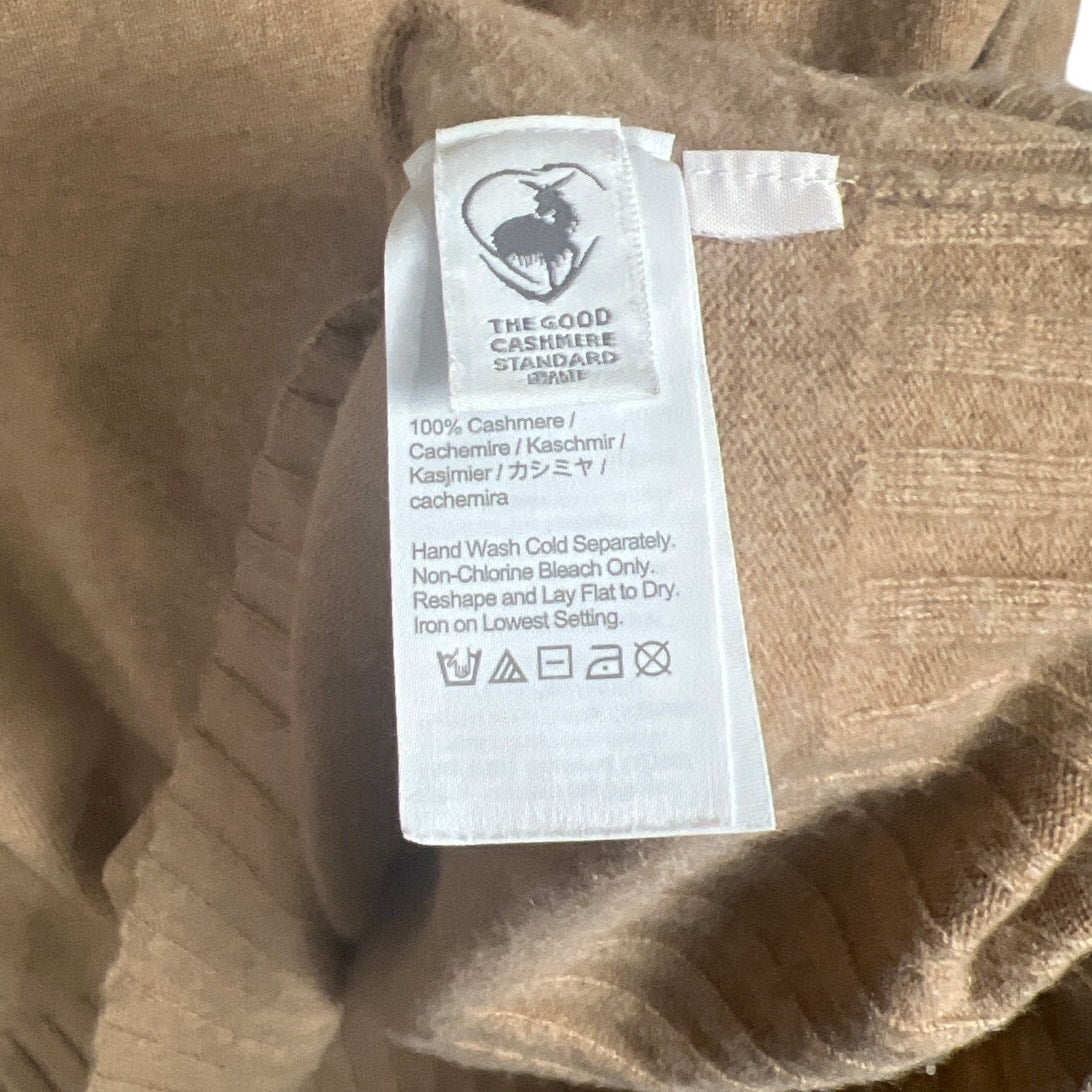 THE GOOD
CASHMERE
STANDARD
100% Cashmere /
Cachemire / Kaschmir /
Kasjmier / カシミヤ /
cachemira
Hand Wash Cold Separately.
Non-Chlorine Bleach Only.
Reshape and Lay Flat to Dry.
Iron on Lowest Setting.